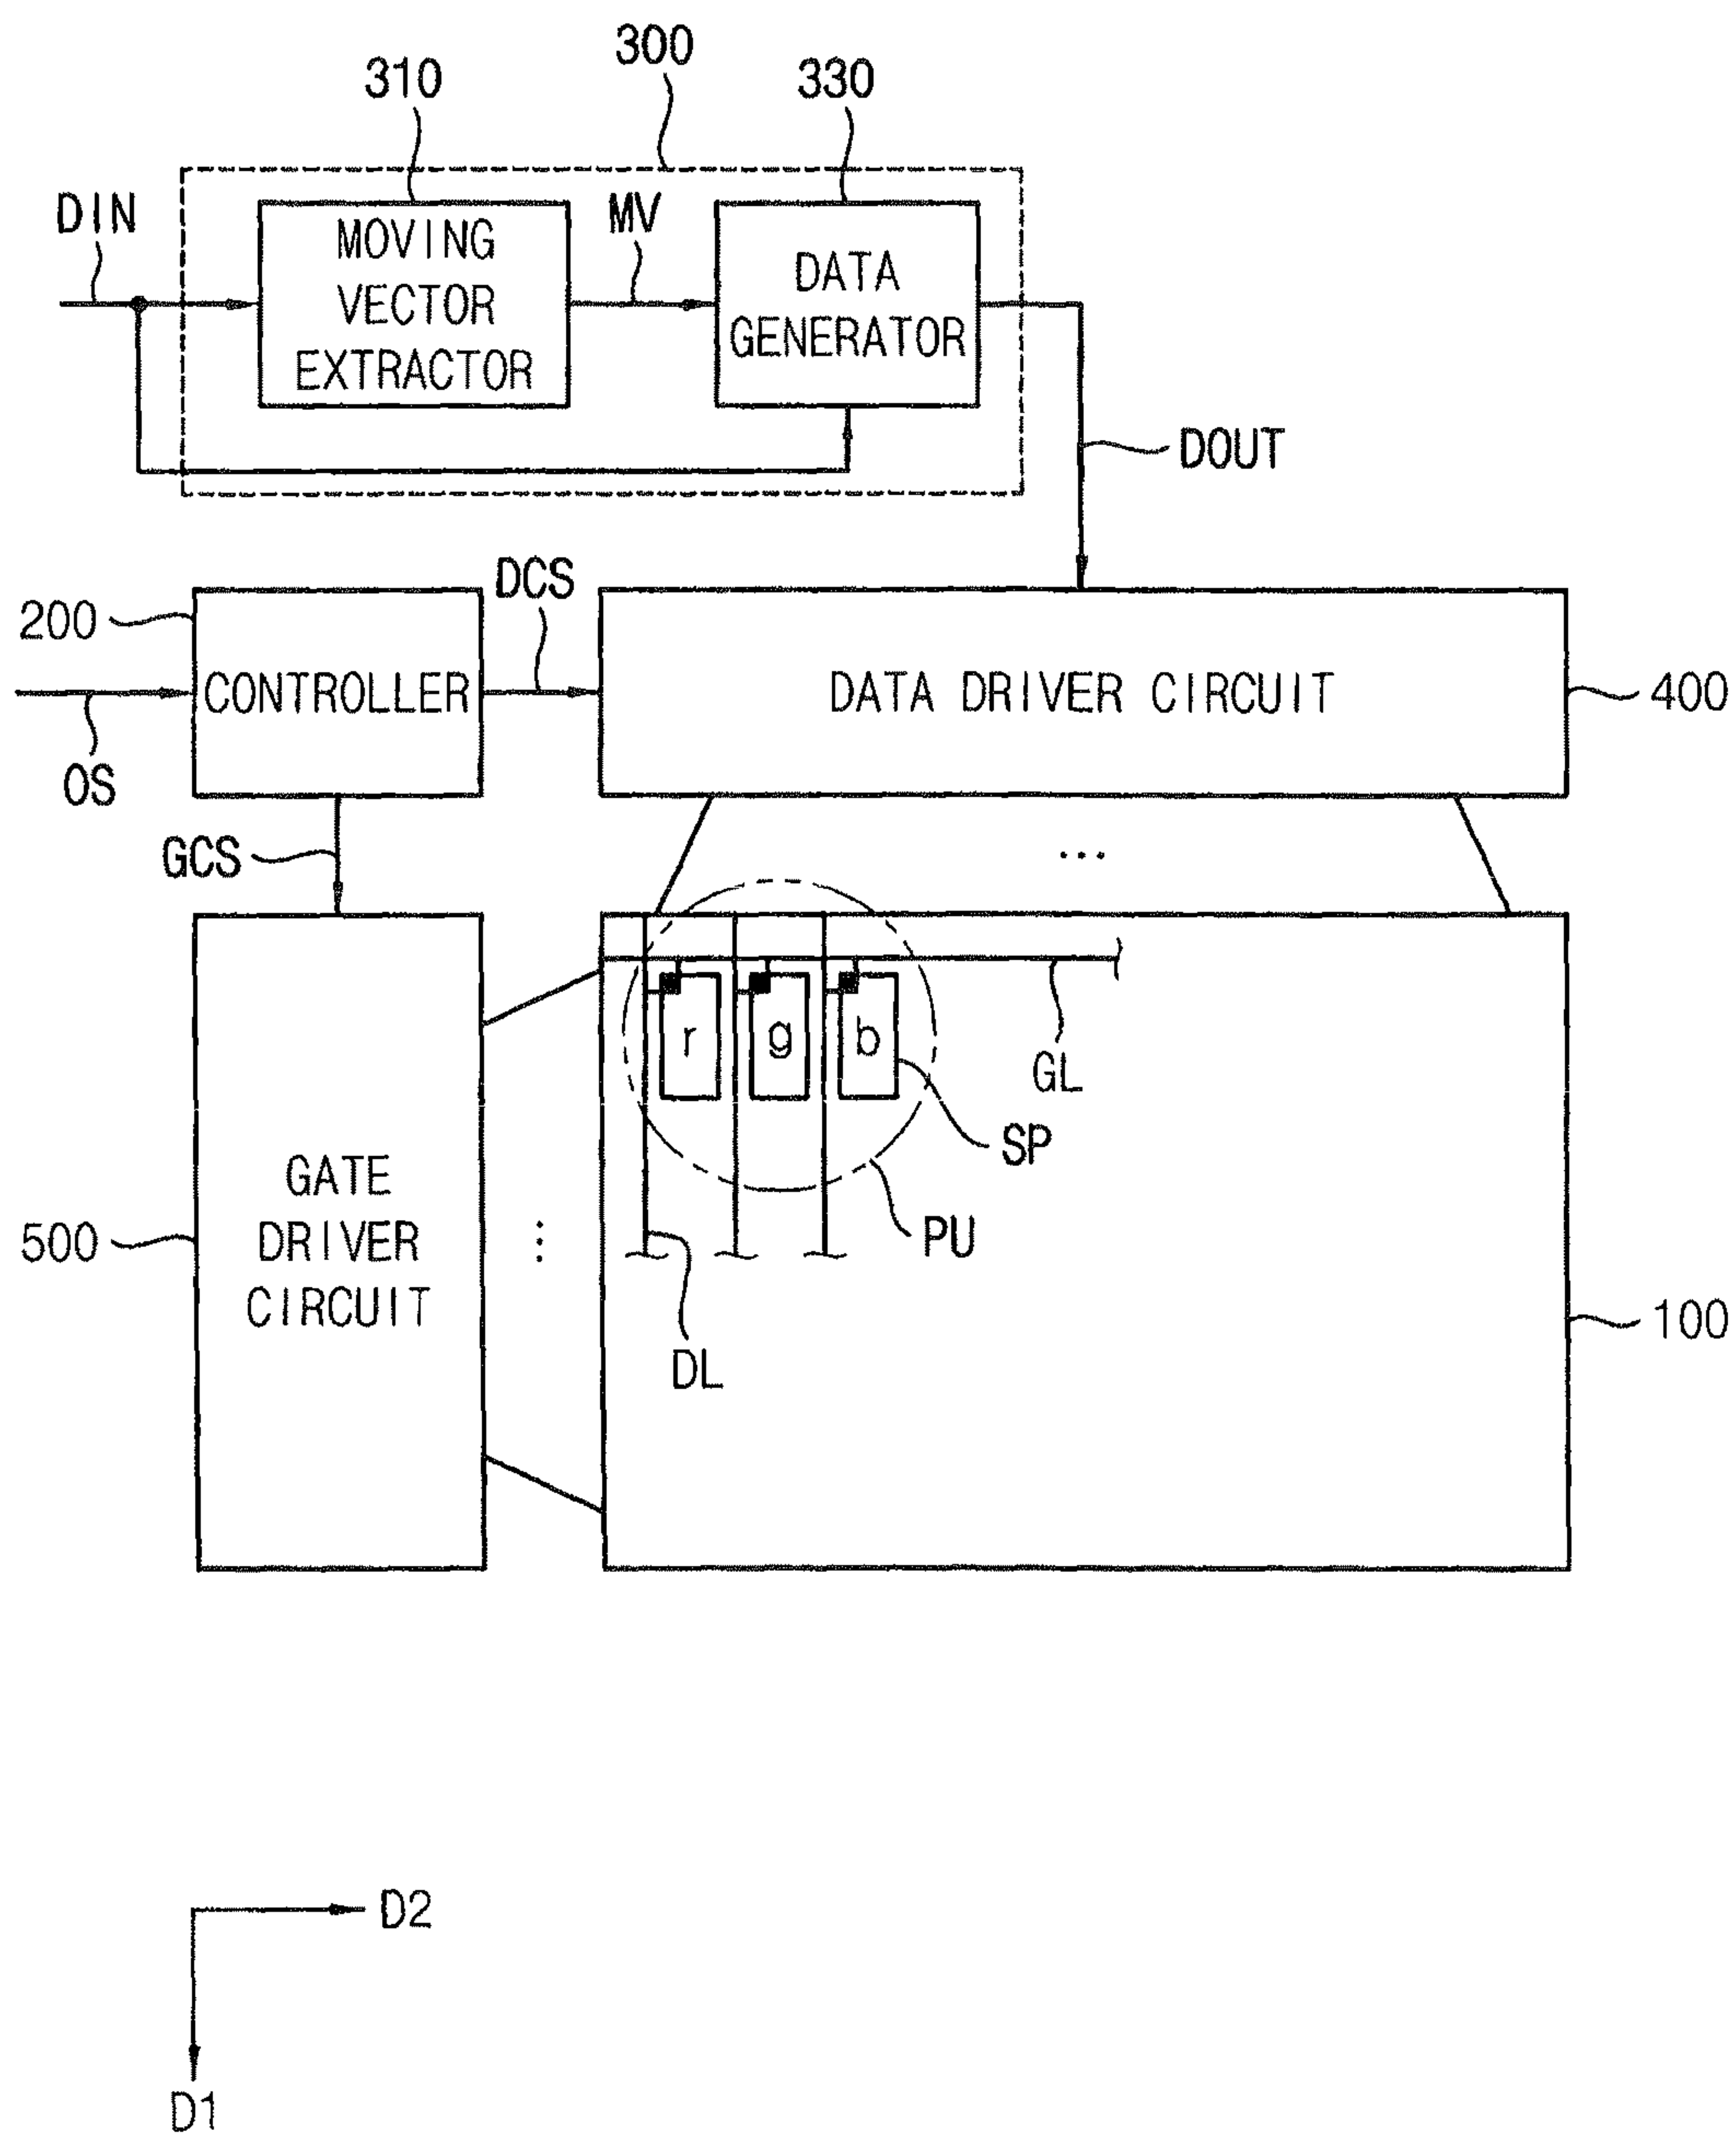 300
310
330
DIN
MOVING
VECTOR
EXTRACTOR
MV
DATA
GENERATOR
DOUT
DCS
200
CONTROLLER
DATA DRIVER CIRCUIT
400
OS
GCS
...
r
g
b
GL
SP
PU
GATE
DRIVER
CIRCUIT
500
...
DL
100
D2
D1